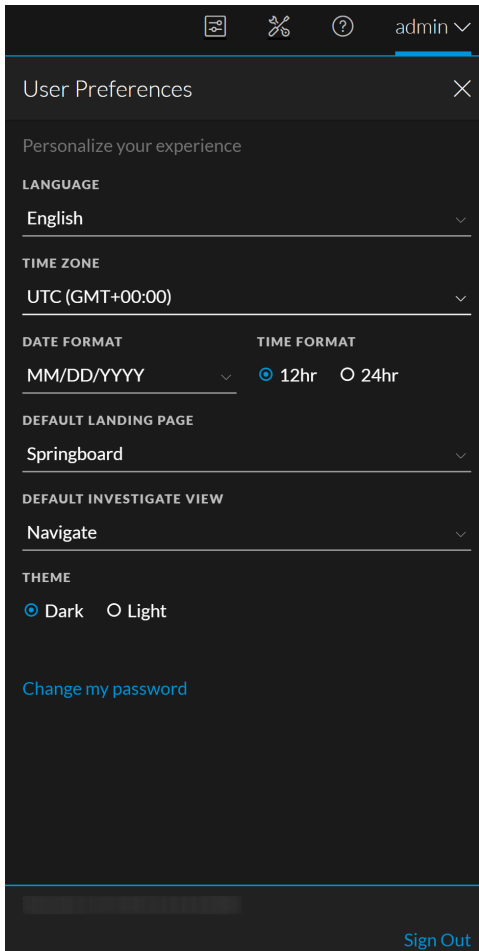 admin
User Preferences
Personalize your experience
LANGUAGE
English
TIME ZONE
UTC (GMT+00:00)
DATE FORMAT TIME FORMAT
MM/DD/YYYY 12hr 24hr
DEFAULT LANDING PAGE
Springboard
DEFAULT INVESTIGATE VIEW
Navigate
THEME
Dark Light
Change my password
Sign Out